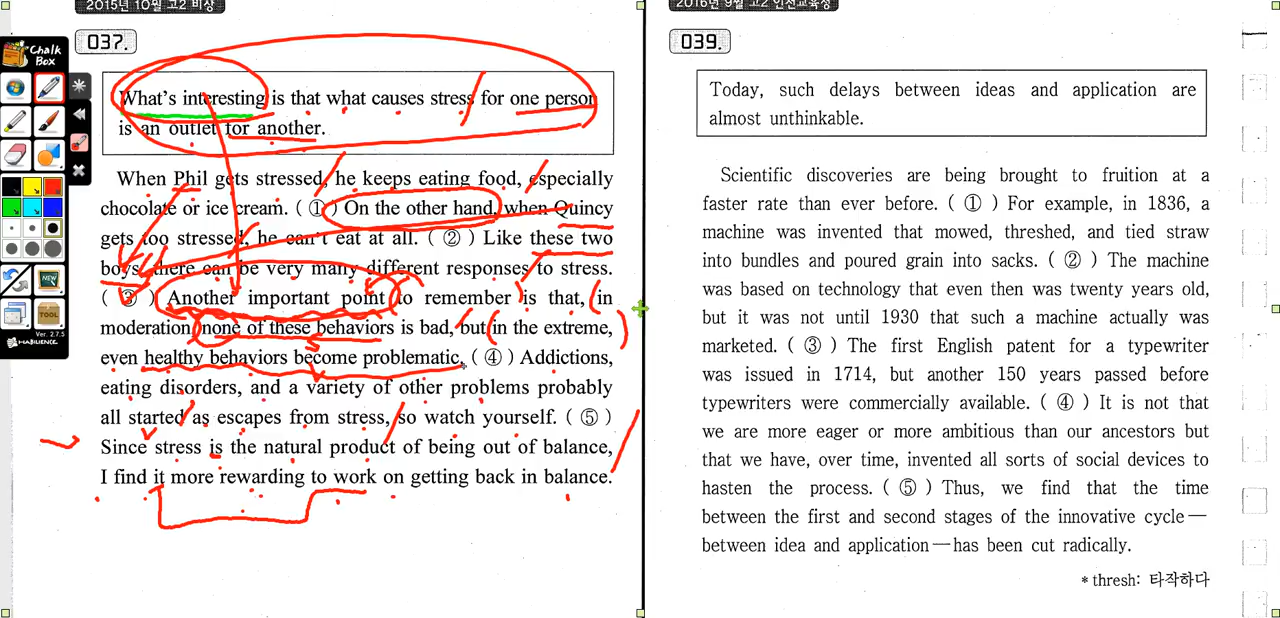 2015년 10월 고2 비상
037.
What's interesting is that what causes stress for one person
is an outlet for another.
When Phil gets stressed, he keeps eating food, especially
chocolate or ice cream. ( ① ) On the other hand, when Quincy
gets too stressed, he can't eat at all. ( ② ) Like these two
boys, there can be very many different responses to stress.
( ③ ) Another important point to remember is that, in
moderation none of these behaviors is bad, but in the extreme,
even healthy behaviors become problematic. ( ④ ) Addictions,
eating disorders, and a variety of other problems probably
all started as escapes from stress, so watch yourself. ( ⑤ )
Since stress is the natural product of being out of balance,
I find it more rewarding to work on getting back in balance.
2016년 9월 고2 인천교육청
039.
Today, such delays between ideas and application are
almost unthinkable.
Scientific discoveries are being brought to fruition at a
faster rate than ever before. ( ① ) For example, in 1836, a
machine was invented that mowed, threshed, and tied straw
into bundles and poured grain into sacks. ( ② ) The machine
was based on technology that even then was twenty years old,
but it was not until 1930 that such a machine actually was
marketed. ( ③ ) The first English patent for a typewriter
was issued in 1714, but another 150 years passed before
typewriters were commercially available. ( ④ ) It is not that
we are more eager or more ambitious than our ancestors but
that we have, over time, invented all sorts of social devices to
hasten the process. ( ⑤ ) Thus, we find that the time
between the first and second stages of the innovative cycle—
between idea and application—has been cut radically.
* thresh: 타작하다
Chalk
Box
NEW
TOOL
Ver. 2.7.5
HABILIENCE